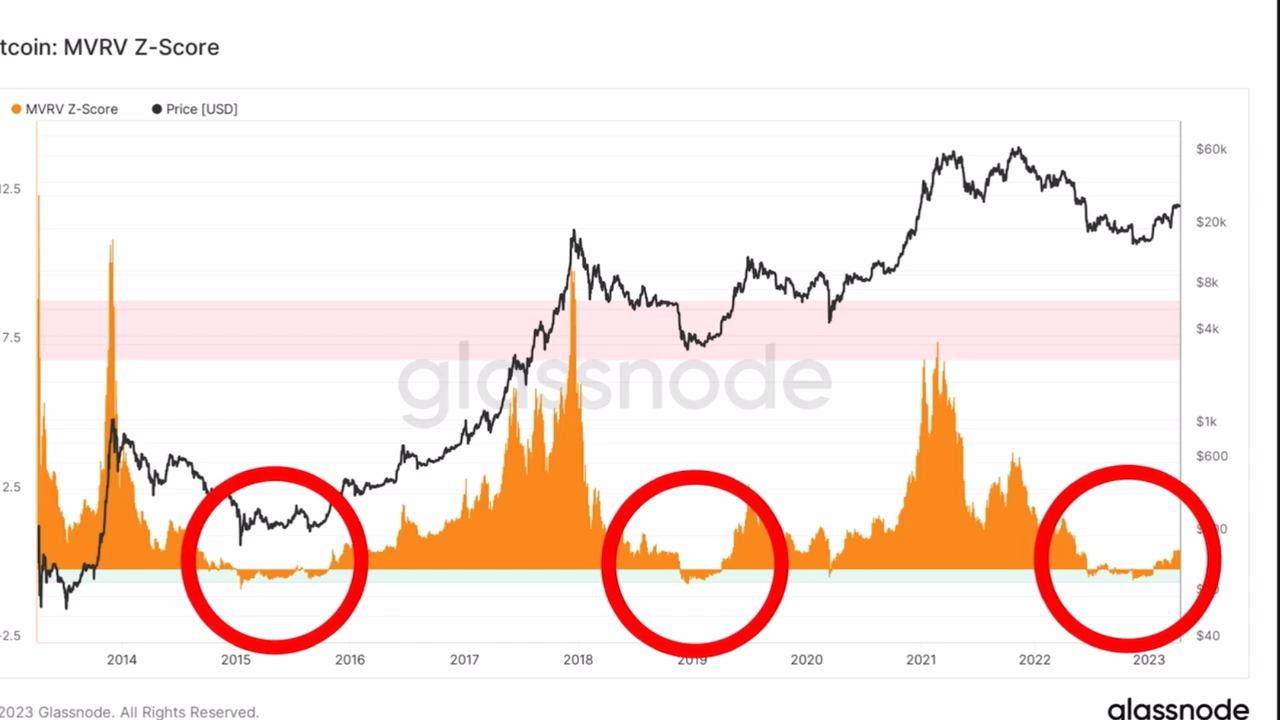 tcoin: MVRV Z-Score
MVRV Z-Score Price [USD]
$60k
12.5
$20k
$8k
7.5
$4k
glassnode
$1k
$600
2.5
-2.5
$40
2014 2015 2016 2017 2018 2019 2020 2021 2022 2023
2023 Glassnode. All Rights Reserved.
glassnode